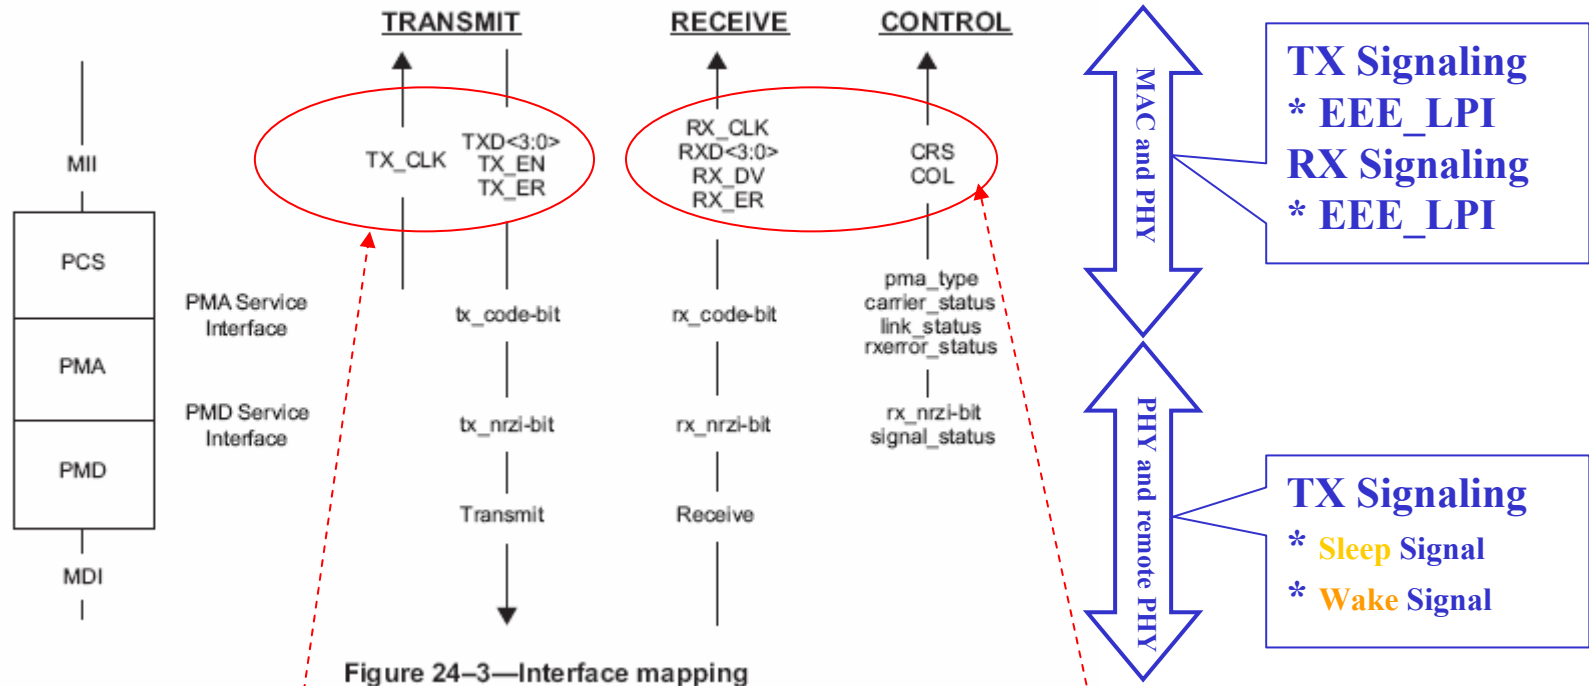 TRANSMIT
RECEIVE
CONTROL
MII
PCS
PMA
PMD
MDI
PMA Service
Interface
PMD Service
Interface
TX_CLK
TXD<3:0>
TX_EN
TX_ER
tx_code-bit
tx_nrzi-bit
Transmit
RX_CLK
RXD<3:0>
RX_DV
RX_ER
rx_code-bit
rx_nrzi-bit
Receive
CRS
COL
pma_type
carrier_status
link_status
rxerror_status
rx_nrzi-bit
signal_status
Figure 24–3—Interface mapping
MAC and PHY
PHY and remote PHY
TX Signaling
* EEE_LPI
RX Signaling
* EEE_LPI
TX Signaling
* Sleep Signal
* Wake Signal